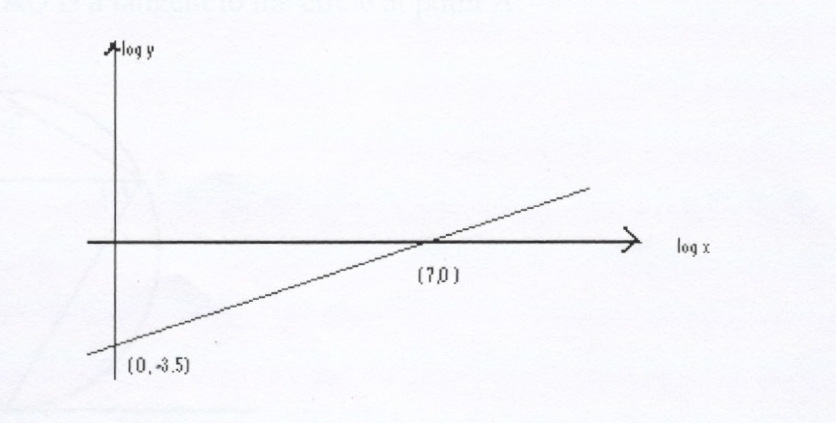 log y
log x
(7,0)
(0, -3.5)